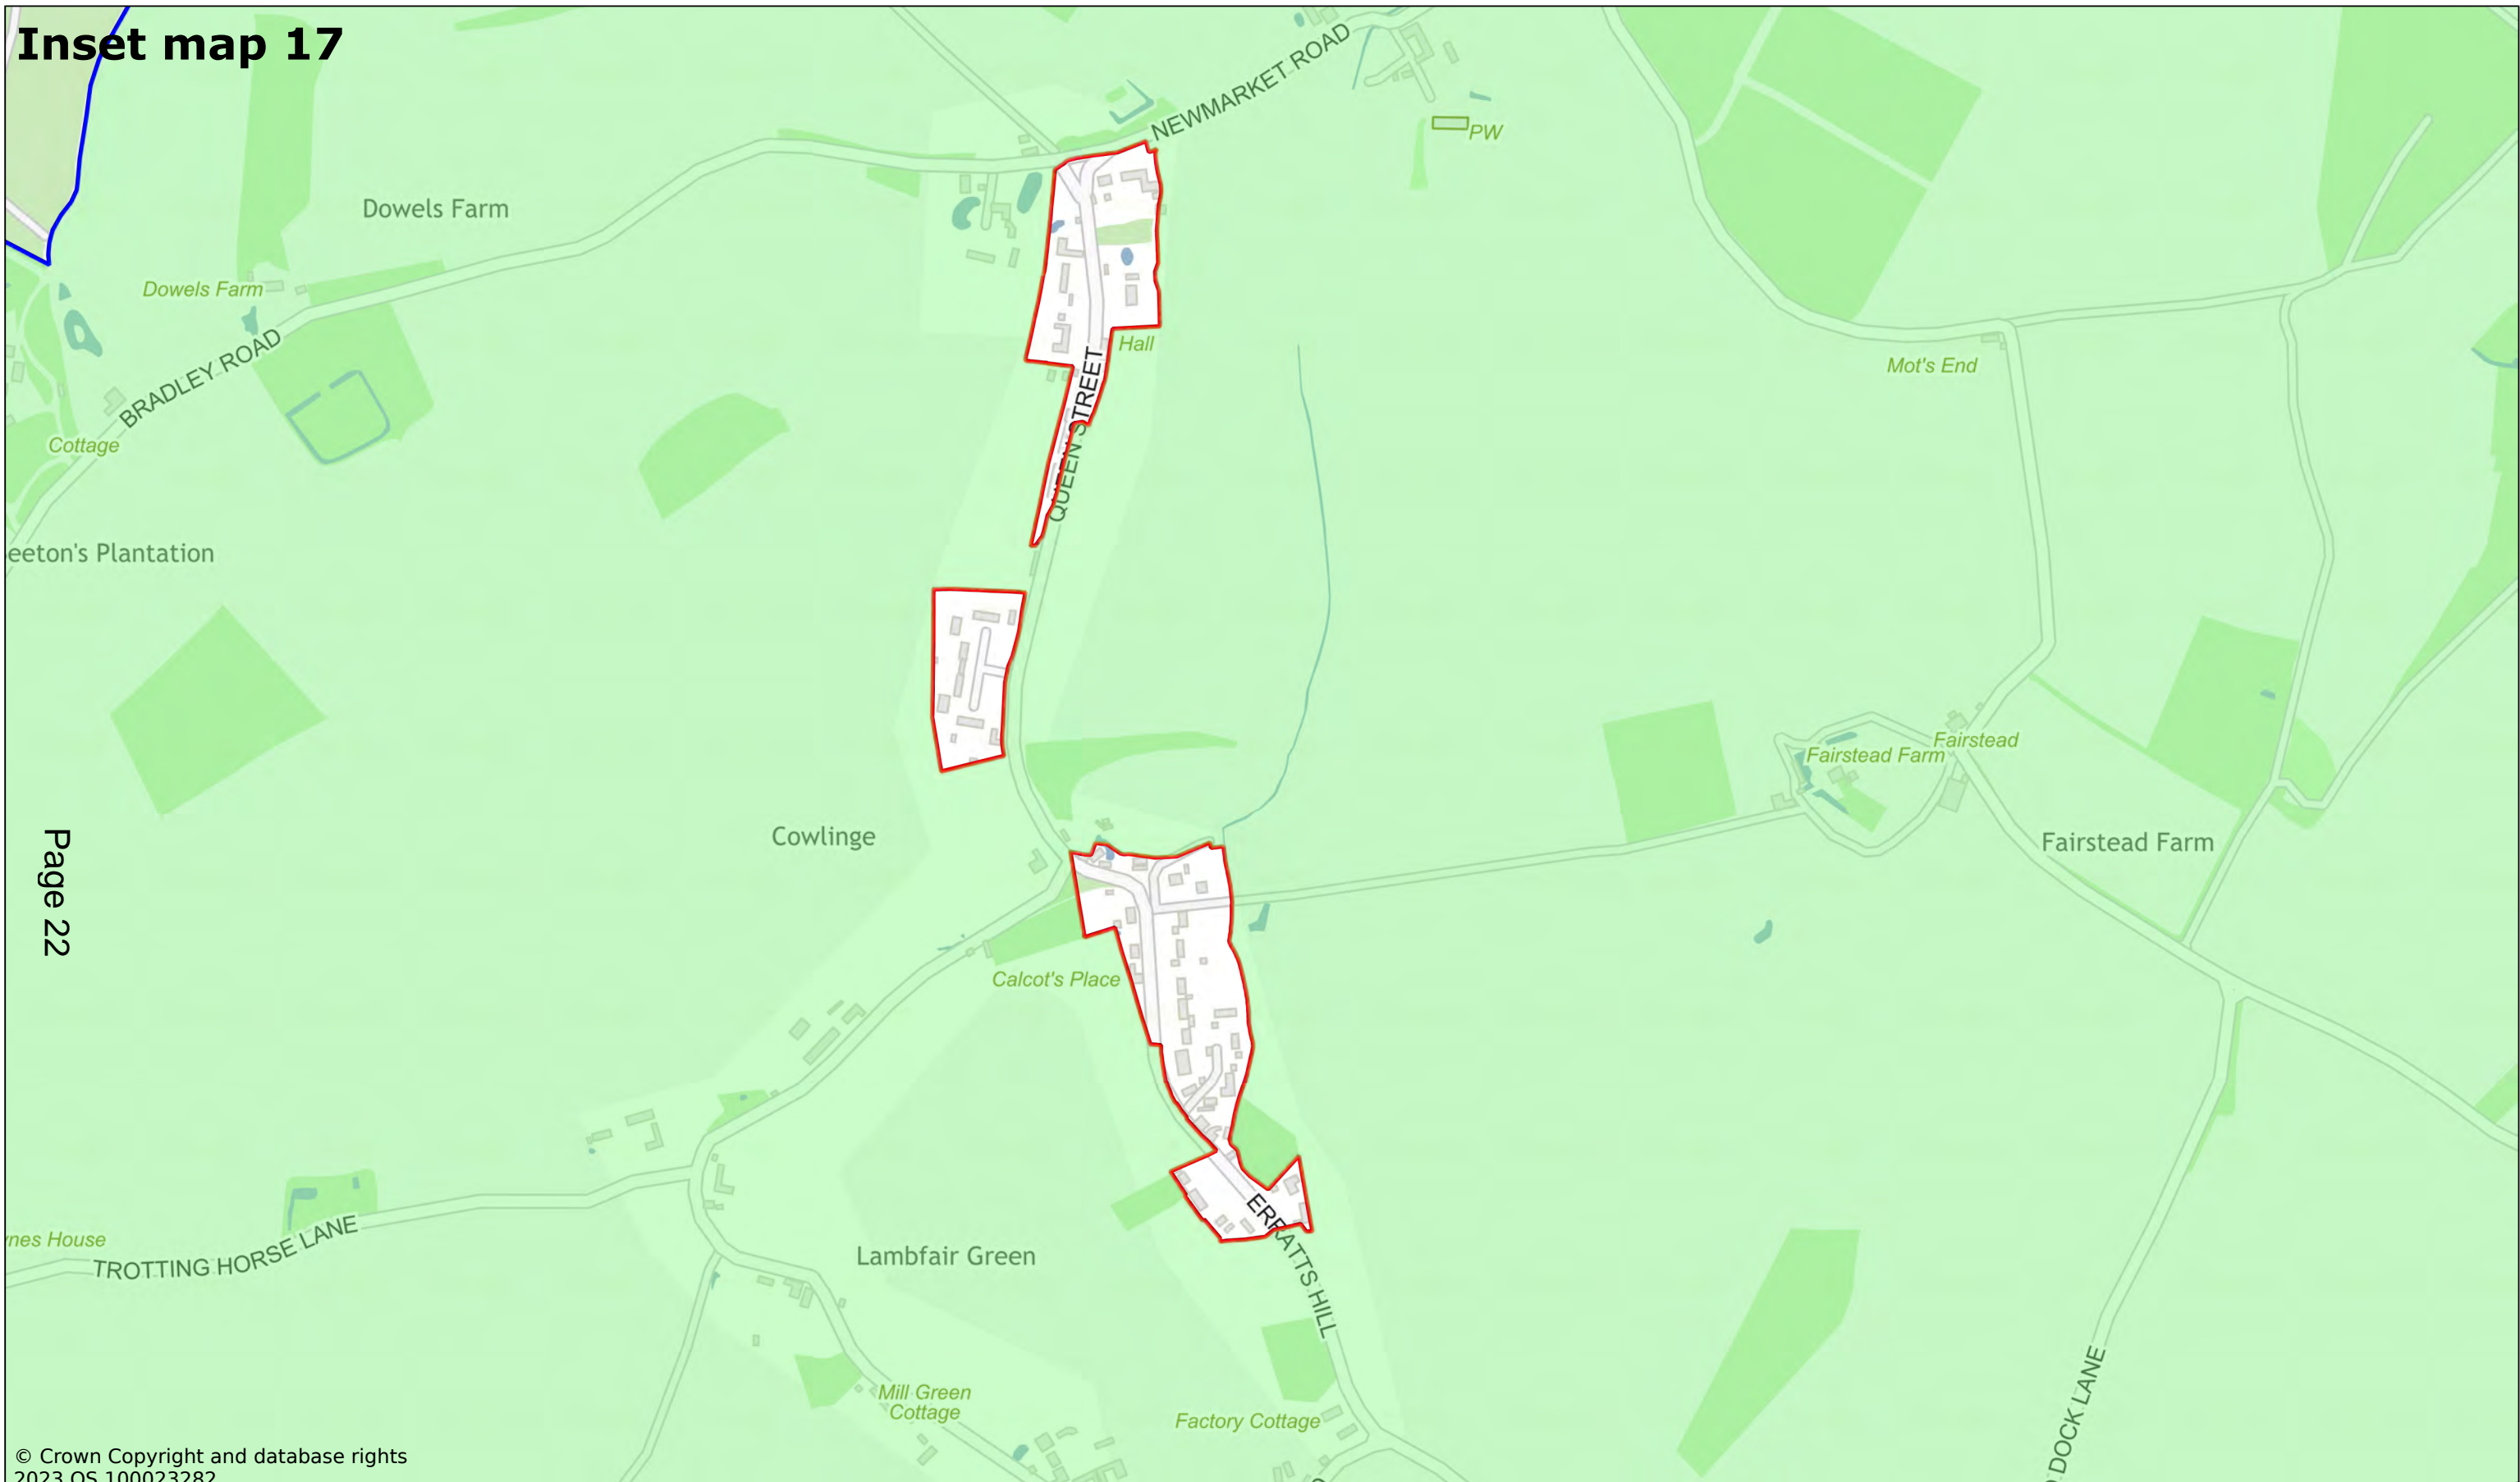 Inset map 17
NEWMARKET ROAD
PW
Dowels Farm
Dowels Farm
BRADLEY ROAD
Hall
Mot's End
QUEEN STREET
Cottage
eeton's Plantation
Fairstead
Fairstead Farm
Cowlinge
Fairstead Farm
Page 22
Calcot's Place
nes House
TROTTING HORSE LANE
ERRATTS HILL
Lambfair Green
Mill Green
Cottage
Factory Cottage
DOCK LANE
© Crown Copyright and database rights
2023 OS 100023282